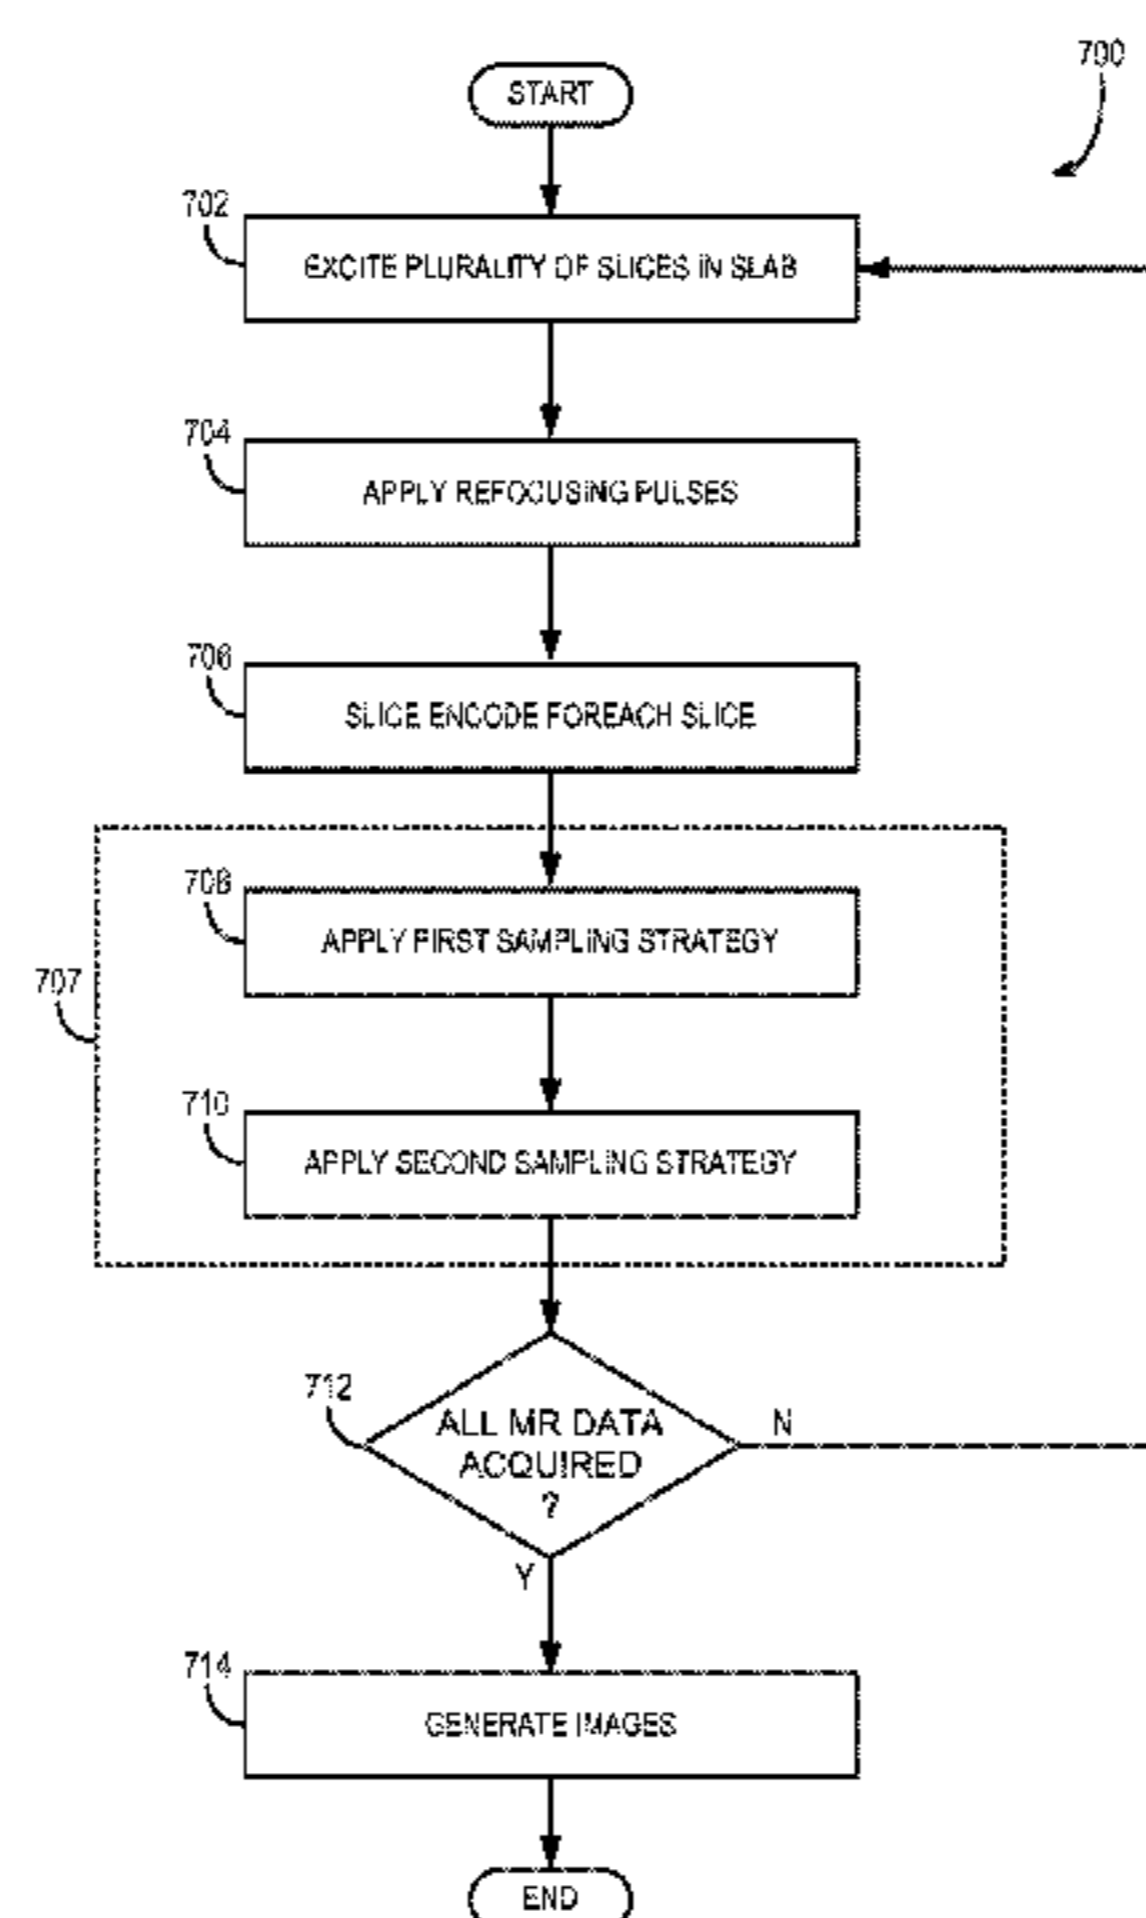 700
START
702
EXCITE PLURALITY OF SLICES IN SLAB
704
APPLY REFOCUSING PULSES
706
SLICE ENCODE FOREACH SLICE
708
APPLY FIRST SAMPLING STRATEGY
707
710
APPLY SECOND SAMPLING STRATEGY
712
ALL MR DATA
ACQUIRED
?
N
Y
714
GENERATE IMAGES
END